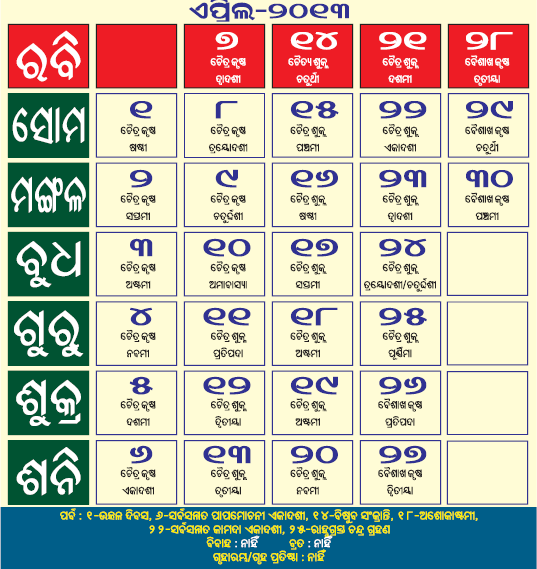 ଏପ୍ରିଲ-୨୦୧୩
ରବି ୭ ୧୪ ୨୧ ୨୮
ଚୈତ୍ର କୃଷ୍ଣ ଚୈତ୍ୟ ଶୁକ୍ଳ ଚୈତ୍ର ଶୁକ୍ଳ ବୈଶାଖ କୃଷ୍ଣ
ଦ୍ୱାଦଶୀ ଚତୁର୍ଥୀ ଦଶମୀ ତୃତୀୟା
ସୋମ ୧ ୮ ୧୫ ୨୨ ୨୯
ଚୈତ୍ର କୃଷ୍ଣ ଚୈତ୍ର କୃଷ୍ଣ ଚୈତ୍ର ଶୁକ୍ଳ ଚୈତ୍ର ଶୁକ୍ଳ ବୈଶାଖ କୃଷ୍ଣ
ଷଷ୍ଠୀ ତ୍ରୟୋଦଶୀ ପଞ୍ଚମୀ ଏକାଦଶୀ ଚତୁର୍ଥୀ
ମଙ୍ଗଳ ୨ ୯ ୧୬ ୨୩ ୩୦
ଚୈତ୍ର କୃଷ୍ଣ ଚୈତ୍ର କୃଷ୍ଣ ଚୈତ୍ର ଶୁକ୍ଳ ଚୈତ୍ର ଶୁକ୍ଳ ବୈଶାଖ କୃଷ୍ଣ
ସପ୍ତମୀ ଚତୁର୍ଦ୍ଦଶୀ ଷଷ୍ଠୀ ଦ୍ୱାଦଶୀ ପଞ୍ଚମୀ
ବୁଧ ୩ ୧୦ ୧୭ ୨୪
ଚୈତ୍ର କୃଷ୍ଣ ଚୈତ୍ର କୃଷ୍ଣ ଚୈତ୍ର ଶୁକ୍ଳ ଚୈତ୍ର ଶୁକ୍ଳ
ଅଷ୍ଟମୀ ଅମାବାସ୍ୟା ସପ୍ତମୀ ତ୍ରୟୋଦଶୀ/ଚତୁର୍ଦ୍ଦଶୀ
ଗୁରୁ ୪ ୧୧ ୧୮ ୨୫
ଚୈତ୍ର କୃଷ୍ଣ ଚୈତ୍ର ଶୁକ୍ଳ ଚୈତ୍ର ଶୁକ୍ଳ ଚୈତ୍ର ଶୁକ୍ଳ
ନବମୀ ପ୍ରତିପଦା ଅଷ୍ଟମୀ ପୂର୍ଣ୍ଣିମା
ଶୁକ୍ର ୫ ୧୨ ୧୯ ୨୬
ଚୈତ୍ର କୃଷ୍ଣ ଚୈତ୍ର ଶୁକ୍ଳ ଚୈତ୍ର ଶୁକ୍ଳ ବୈଶାଖ କୃଷ୍ଣ
ଦଶମୀ ଦ୍ୱିତୀୟା ଅଷ୍ଟମୀ ପ୍ରତିପଦା
ଶନି ୬ ୧୩ ୨୦ ୨୭
ଚୈତ୍ର କୃଷ୍ଣ ଚୈତ୍ର ଶୁକ୍ଳ ଚୈତ୍ର ଶୁକ୍ଳ ବୈଶାଖ କୃଷ୍ଣ
ଏକାଦଶୀ ତୃତୀୟା ନବମୀ ଦ୍ୱିତୀୟା
ପର୍ବ : ୧-ଉତ୍କଳ ଦିବସ, ୬-ସର୍ବସମ୍ମତ ପାପମୋଚନୀ ଏକାଦଶୀ, ୧୪-ବିଷୁବ ସଂକ୍ରାନ୍ତି, ୧୮-ଅଶୋକାଷ୍ଟମୀ,
୨୨-ସର୍ବସମ୍ମତ କାମଦା ଏକାଦଶୀ, ୨୫-ରାହୁଗ୍ରସ୍ତ ଚନ୍ଦ୍ର ଗ୍ରହଣ
ବିବାହ : ନାହିଁ ବ୍ରତ : ନାହିଁ
ଗୃହାରମ୍ଭ/ଗୃହ ପ୍ରତିଷ୍ଠା : ନାହିଁ